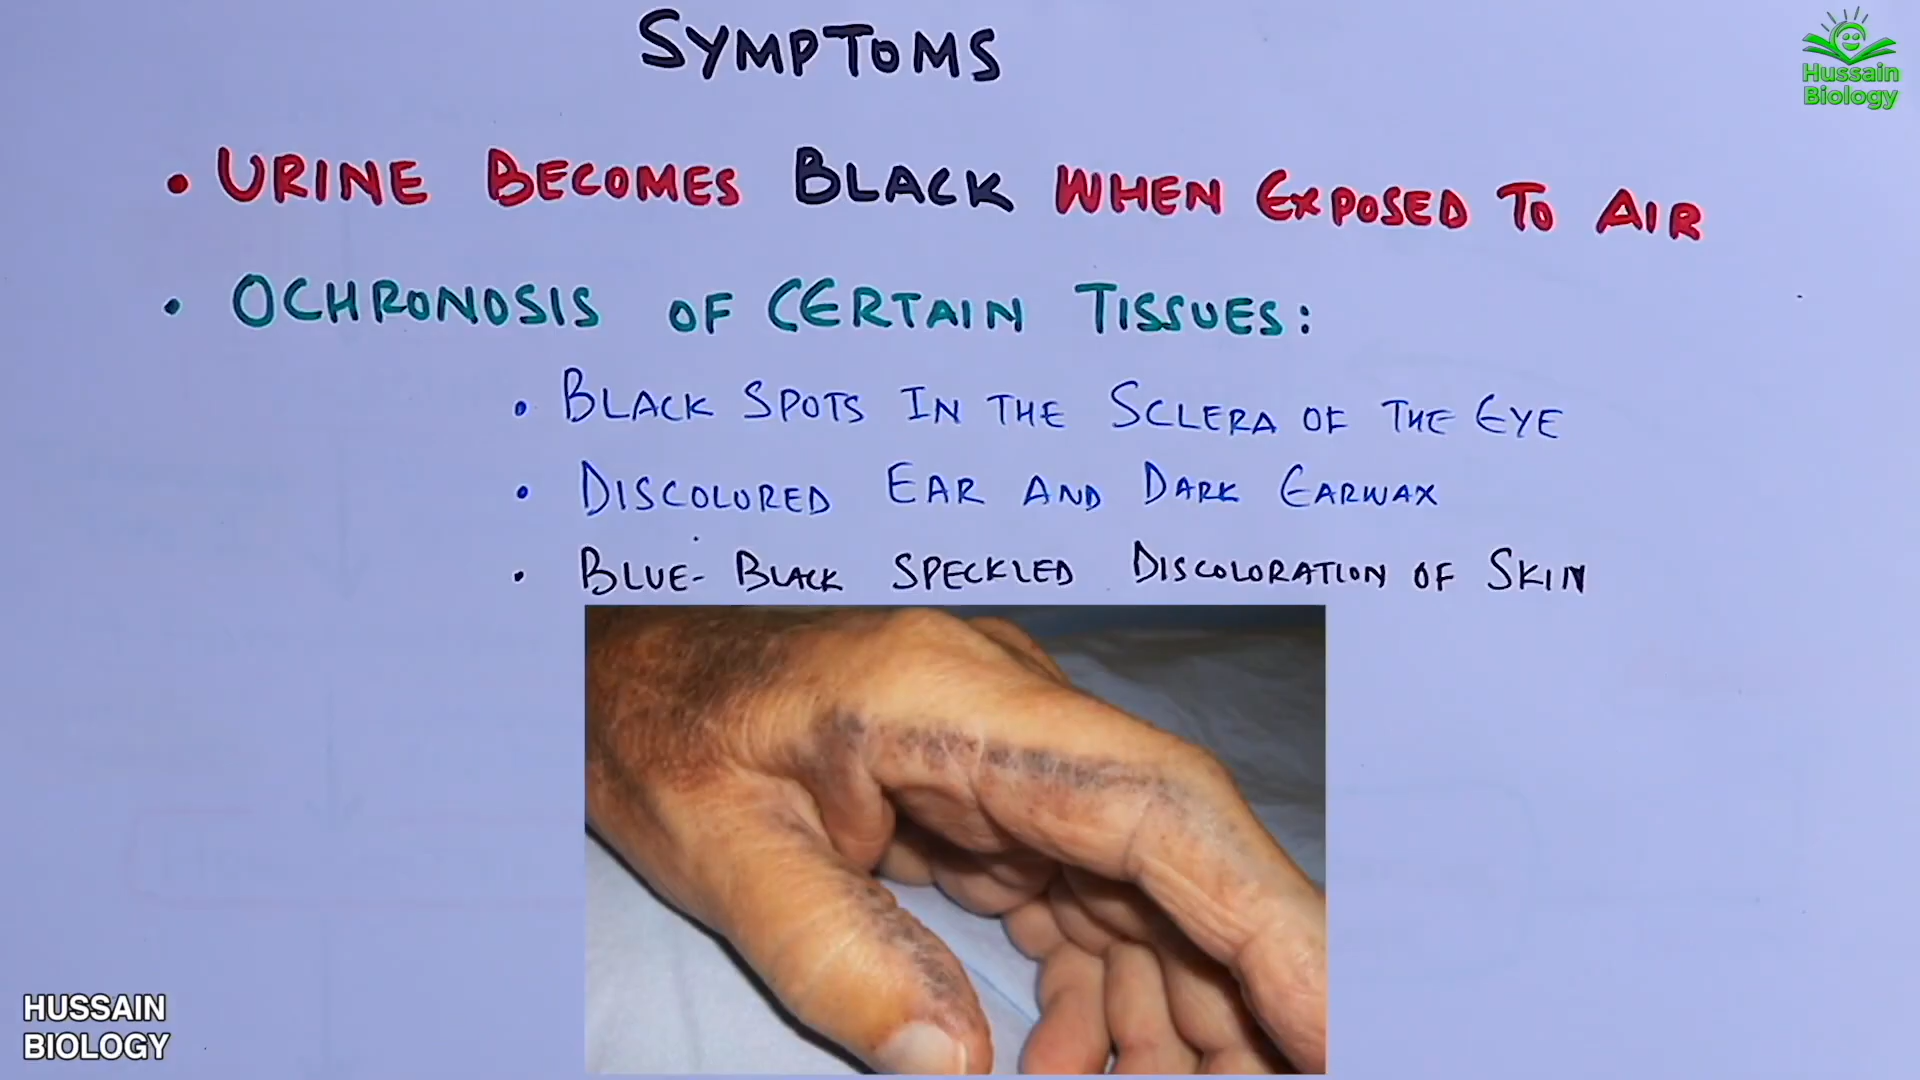 SYMPTOMS
Hussain
Biology
• URINE BECOMES BLACK WHEN EXPOSED TO AIR
• OCHRONOSIS OF CERTAIN TISSUES:
• BLACK SPOTS IN THE SCLERA OF THE EYE
• DISCOLORED EAR AND DARK EARWAX
• BLUE-BLACK SPECKLED DISCOLORATION OF SKIN
HUSSAIN
BIOLOGY